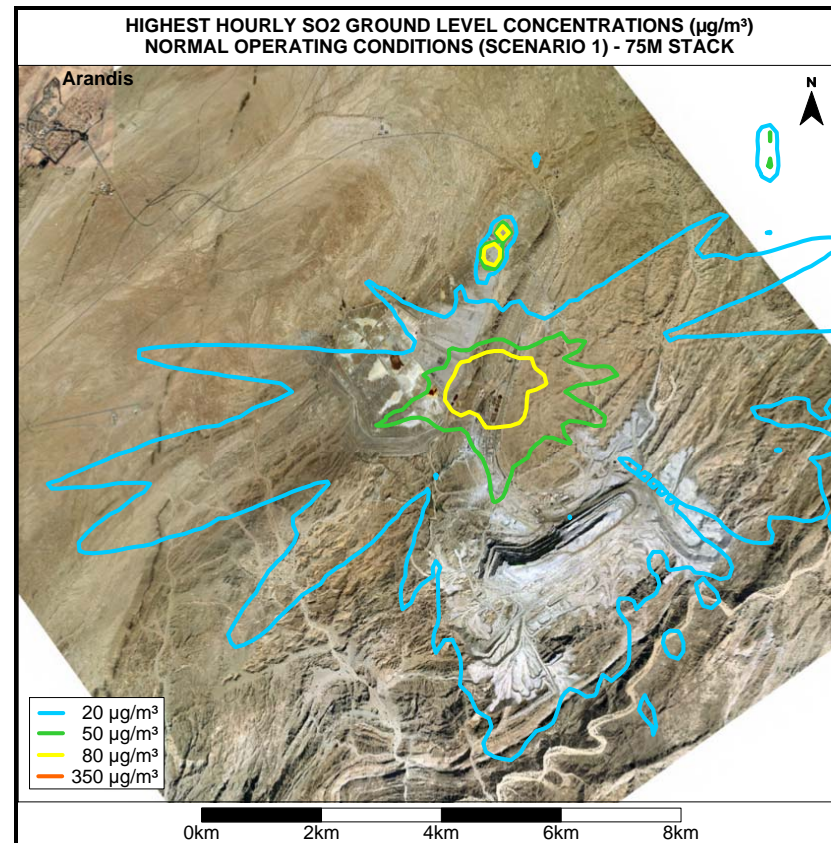 HIGHEST HOURLY SO2 GROUND LEVEL CONCENTRATIONS (µg/m³)
NORMAL OPERATING CONDITIONS (SCENARIO 1) - 75M STACK
Arandis
N
20 µg/m³
50 µg/m³
80 µg/m³
350 µg/m³
0km 2km 4km 6km 8km